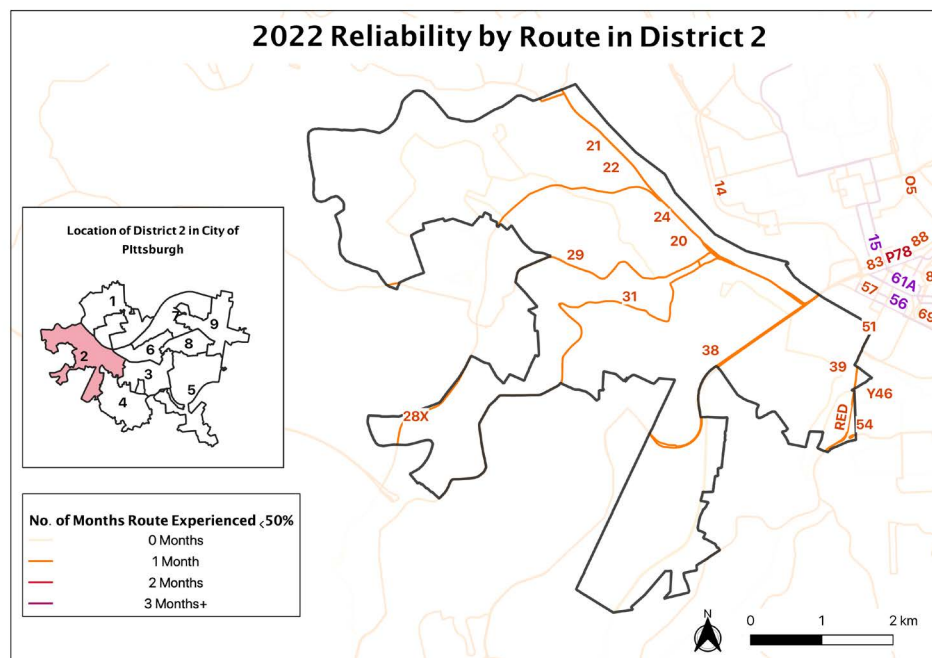 2022 Reliability by Route in District 2
21
22
24
20
29
31
38
28X
14
O5
15
88
P78
83
61A
8
57
56
69
51
39
Y46
RED
54
Location of District 2 in City of
PIttsburgh
1
7
9
2
6
8
3
4
5
No. of Months Route Experienced <50%
0 Months
1 Month
2 Months
3 Months+
N
0 1 2 km